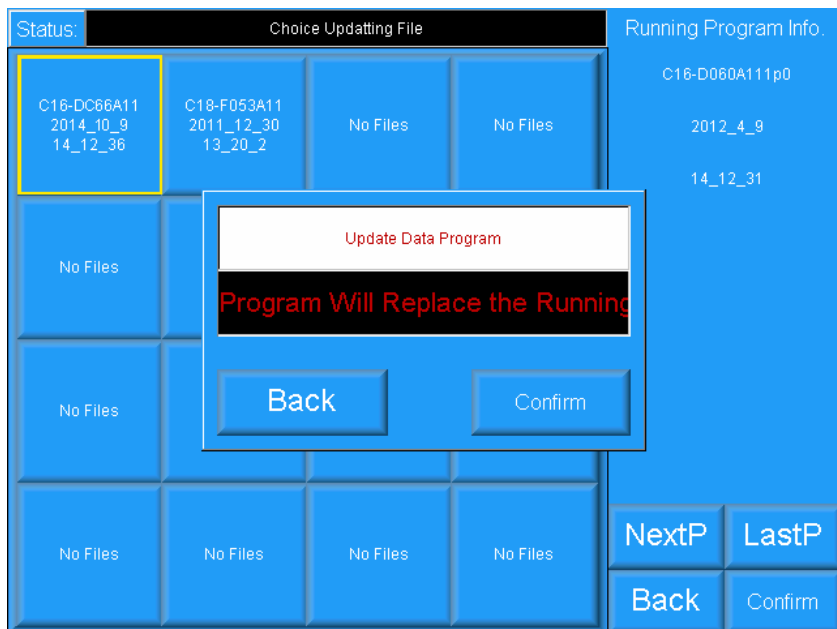 Status:
Choice Updatting File
Running Program Info.
C16-D060A111p0
2012_4_9
14_12_31
C16-DC66A11
2014_10_9
14_12_36
C18-F053A11
2011_12_30
13_20_2
No Files
No Files
No Files
Update Data Program
Program Will Replace the Running
Back
Confirm
No Files
No Files
No Files
No Files
No Files
NextP
LastP
Back
Confirm